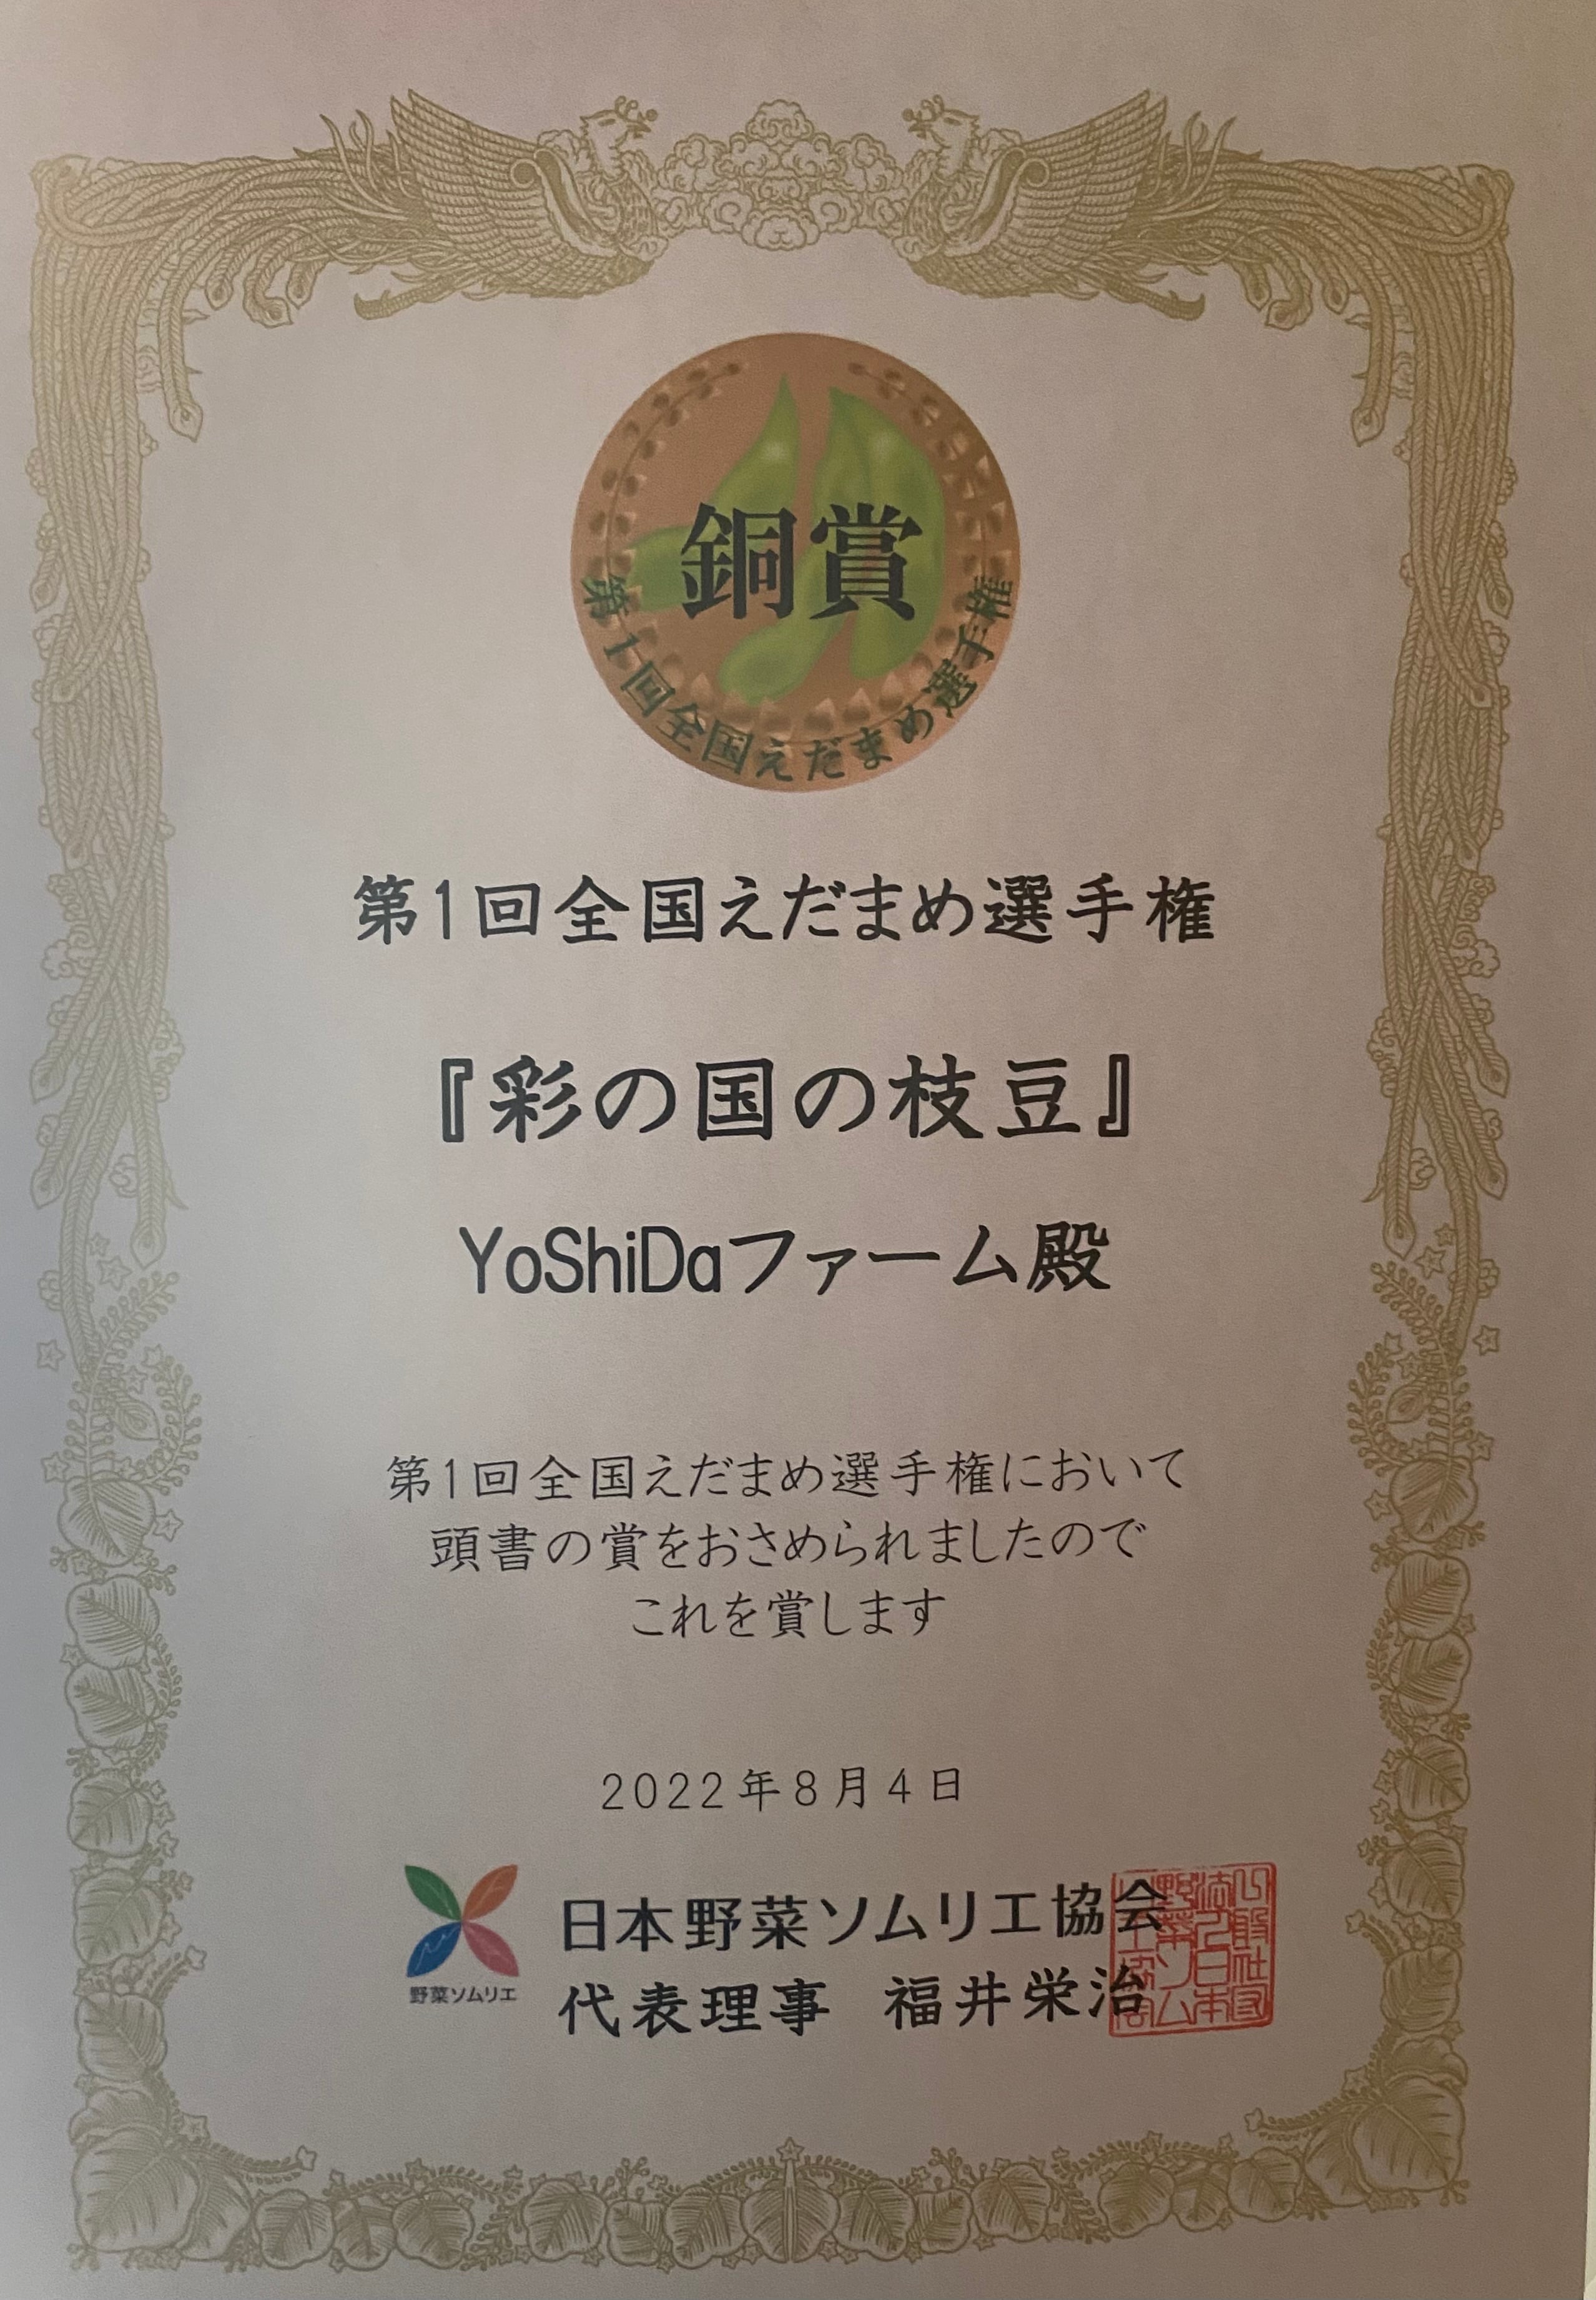 銅賞
第1回全国えだまめ選手権
第1回全国えだまめ選手権
『彩の国の枝豆』
YoShiDaファーム殿
第1回全国えだまめ選手権において
頭書の賞をおさめられましたので
これを賞します
2022年8月4日
野菜ソムリエ
日本野菜ソムリエ協会
代表理事 福井栄治